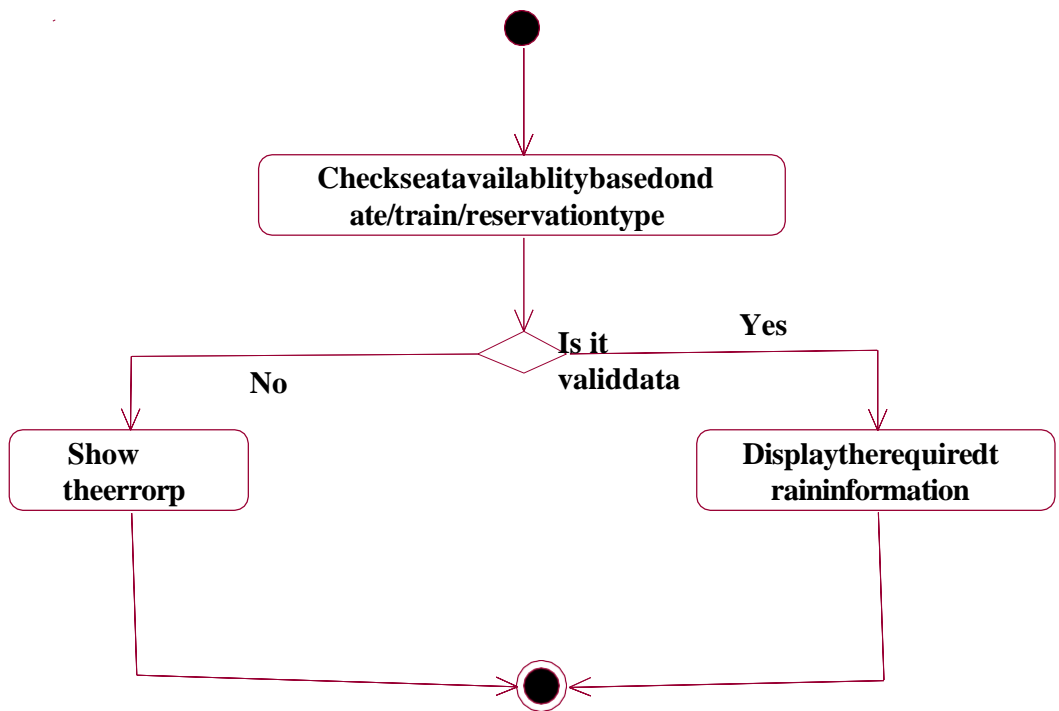 Checkseatavailablitybasedond
ate/train/reservationtype
Yes
Is it
validdata
No
Show
theerrorp
Displaytherequiredt
raininformation